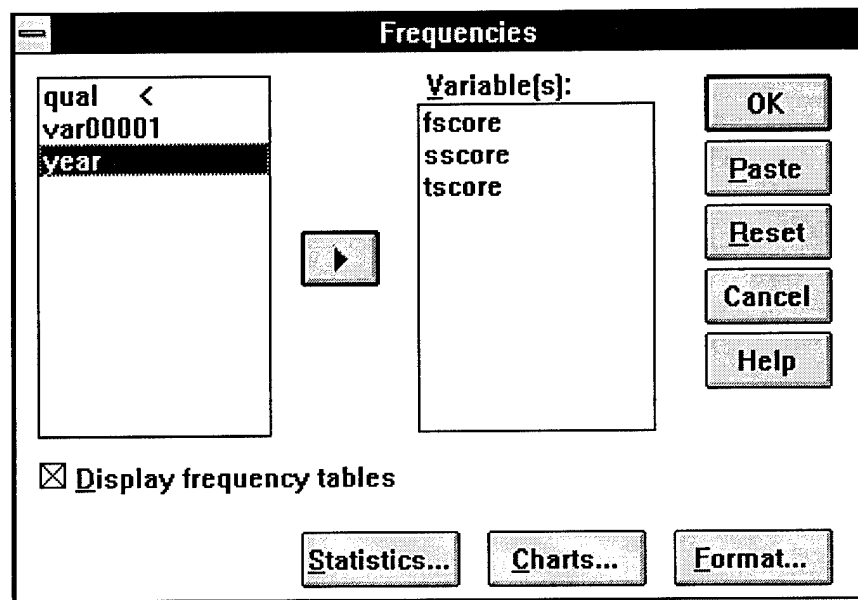 Frequencies
qual <
var00001
year
Variable(s):
fscore
sscore
tscore
OK
Paste
Reset
Cancel
Help
Display frequency tables
Statistics...
Charts...
Format...